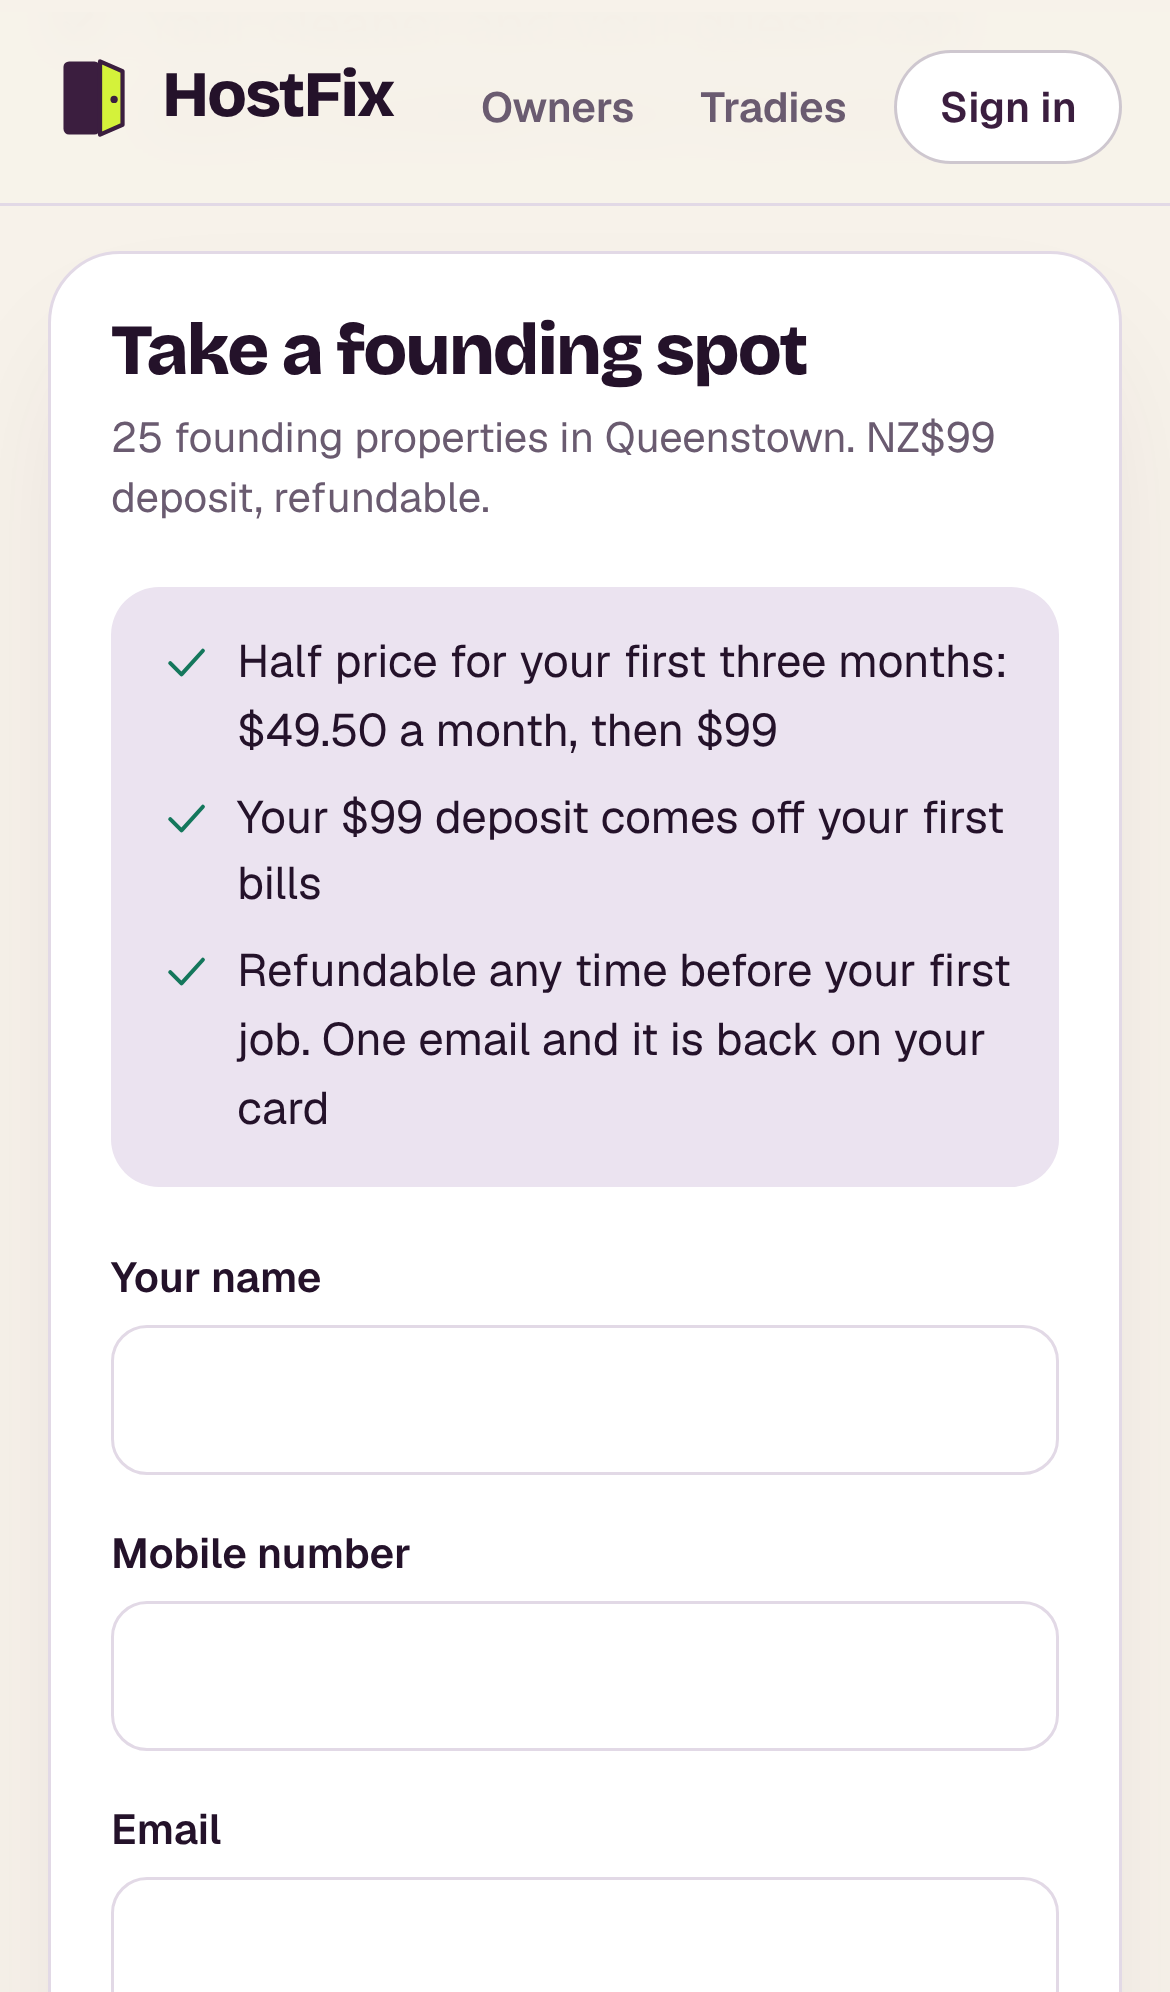 HostFix
Owners
Tradies
Sign in
Take a founding spot
25 founding properties in Queenstown. NZ$99
deposit, refundable.
Half price for your first three months:
$49.50 a month, then $99
Your $99 deposit comes off your first
bills
Refundable any time before your first
job. One email and it is back on your
card
Your name
Mobile number
Email